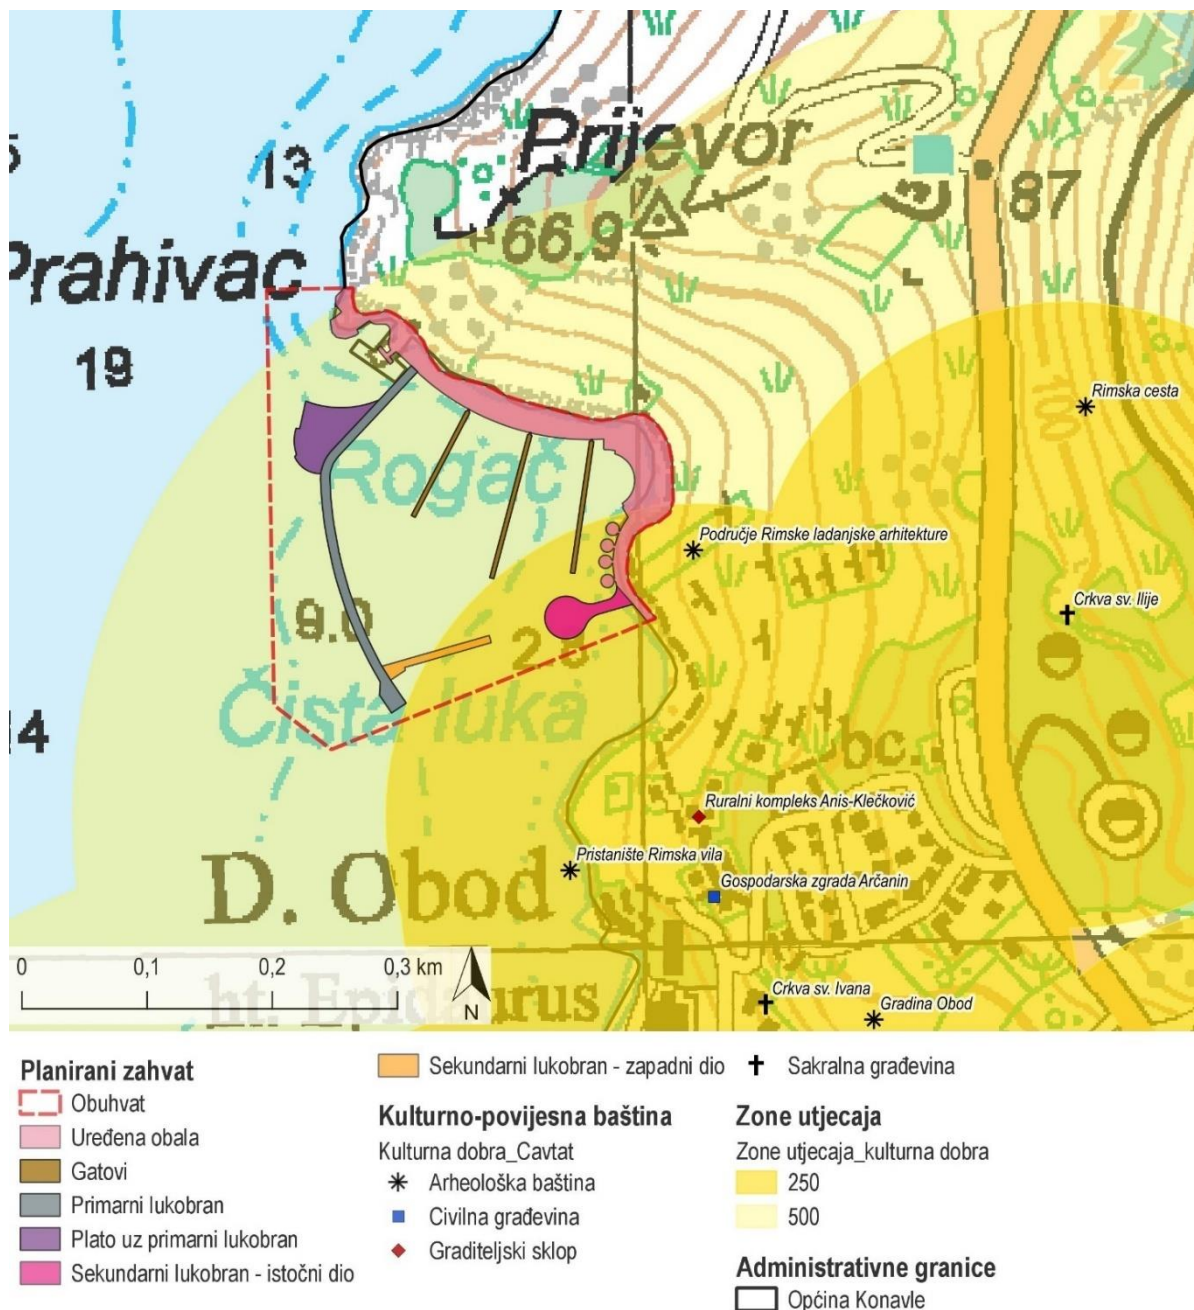 Prijevor
13
87
66.9
Prahivac
19
100
Rimska cesta
Rogač
Područje Rimske ladanjske arhitekture
Crkva sv. Ilije
9.0
Čista luka
14
Ruralni kompleks Anis-Klečković
Pristanište Rimska vila
D. Obod
Gospodarska zgrada Arčanin
0 0,1 0,2 0,3 km
N
ht. Epidaurus
Crkva sv. Ivana
Gradina Obod
Planirani zahvat
Obuhvat
Uređena obala
Gatovi
Primarni lukobran
Plato uz primarni lukobran
Sekundarni lukobran - istočni dio
Sekundarni lukobran - zapadni dio
Kulturno-povijesna baština
Kulturna dobra_Cavtat
Arheološka baština
Civilna građevina
Graditeljski sklop
Sakralna građevina
Zone utjecaja
Zone utjecaja_kulturna dobra
250
500
Administrativne granice
Općina Konavle